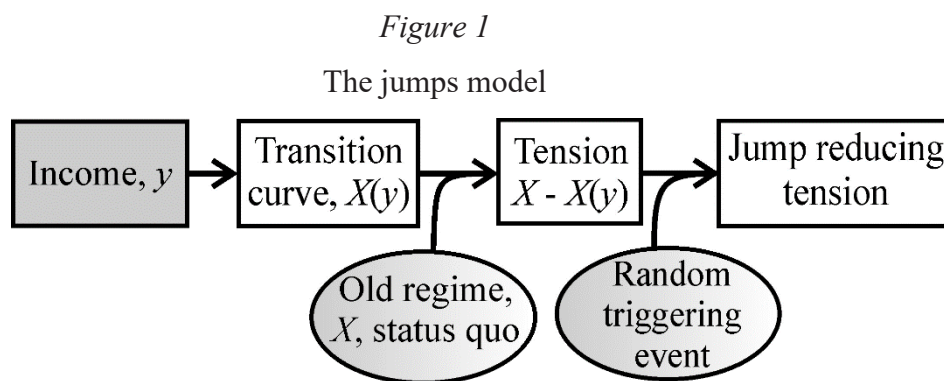 Figure 1
The jumps model
Income, y
Transition
curve, X(y)
Tension
X - X(y)
Jump reducing
tension
Old regime,
X, status quo
Random
triggering
event